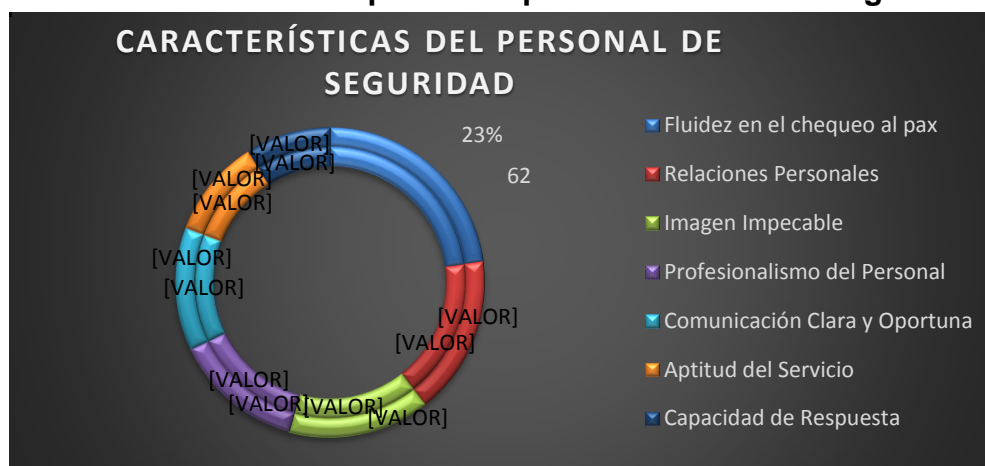 CARACTERÍSTICAS DEL PERSONAL DE
SEGURIDAD
23%
62
[VALOR]
[VALOR]
[VALOR]
[VALOR]
[VALOR]
[VALOR]
[VALOR]
[VALOR]
[VALOR]
[VALOR]
[VALOR]
[VALOR]
Fluidez en el chequeo al pax
Relaciones Personales
Imagen Impecable
Profesionalismo del Personal
Comunicación Clara y Oportuna
Aptitud del Servicio
Capacidad de Respuesta